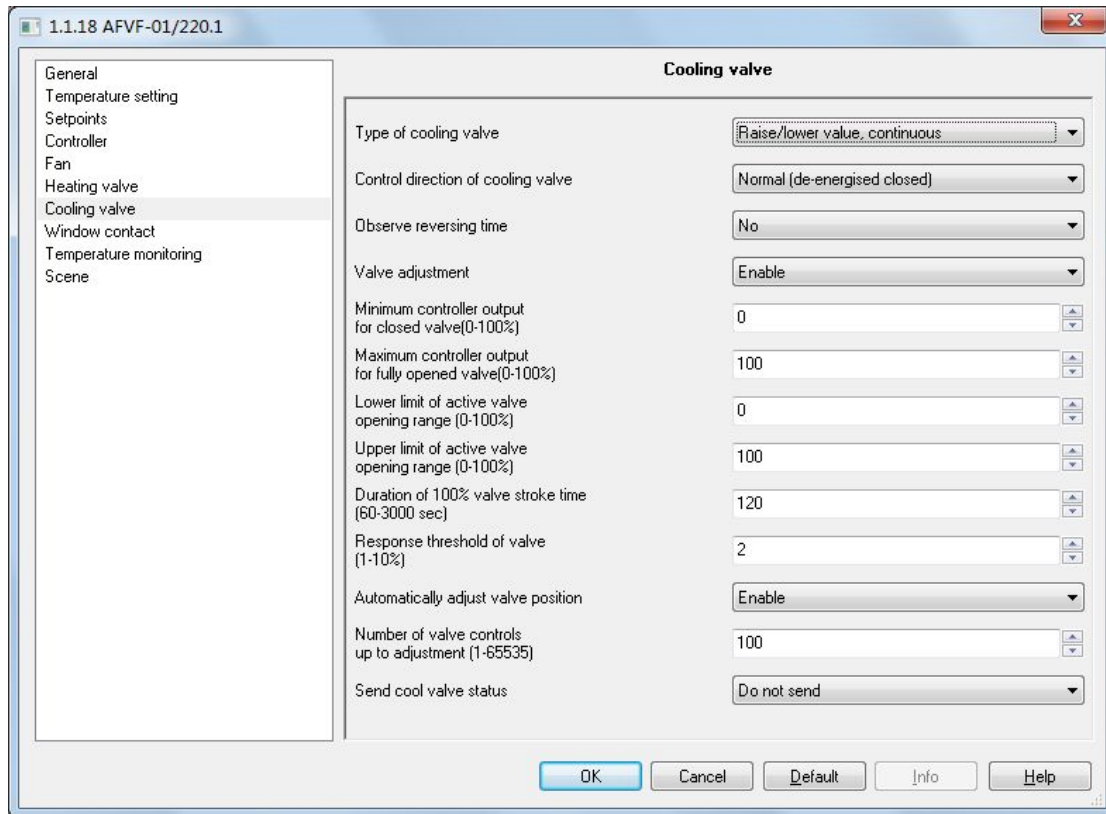 1.1.18 AFVF-01/220.1
General
Temperature setting
Setpoints
Controller
Fan
Heating valve
Cooling valve
Window contact
Temperature monitoring
Scene
Cooling valve
Type of cooling valve
Raise/lower value, continuous
Control direction of cooling valve
Normal (de-energised closed)
Observe reversing time
No
Valve adjustment
Enable
Minimum controller output
for closed valve(0-100%)
0
Maximum controller output
for fully opened valve(0-100%)
100
Lower limit of active valve
opening range (0-100%)
0
Upper limit of active valve
opening range (0-100%)
100
Duration of 100% valve stroke time
(60-3000 sec)
120
Response threshold of valve
(1-10%)
2
Automatically adjust valve position
Enable
Number of valve controls
up to adjustment (1-65535)
100
Send cool valve status
Do not send
OK
Cancel
Default
Info
Help